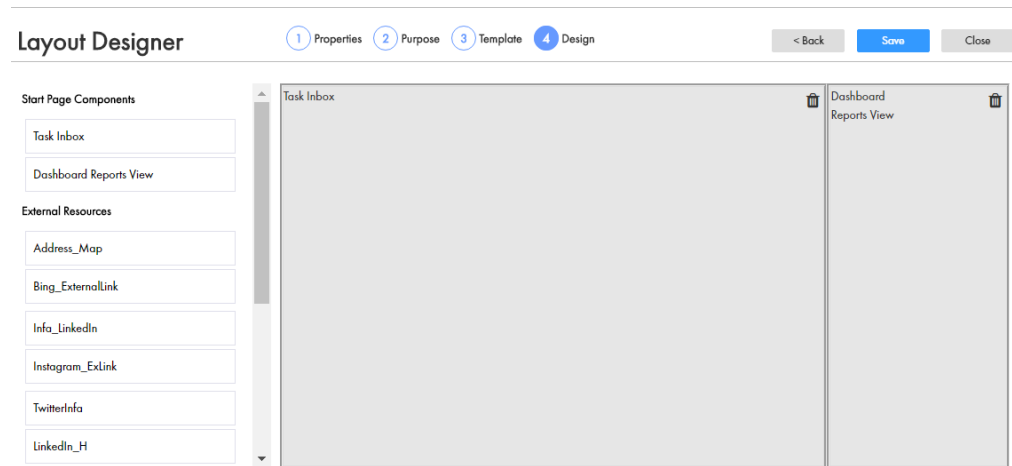 Layout Designer
1 Properties 2 Purpose 3 Template 4 Design
< Back Save Close
Start Page Components
Task Inbox
Dashboard Reports View
External Resources
Address_Map
Bing_ExternalLink
Infa_LinkedIn
Instagram_ExLink
TwitterInfa
LinkedIn_H
Task Inbox
Dashboard
Reports View